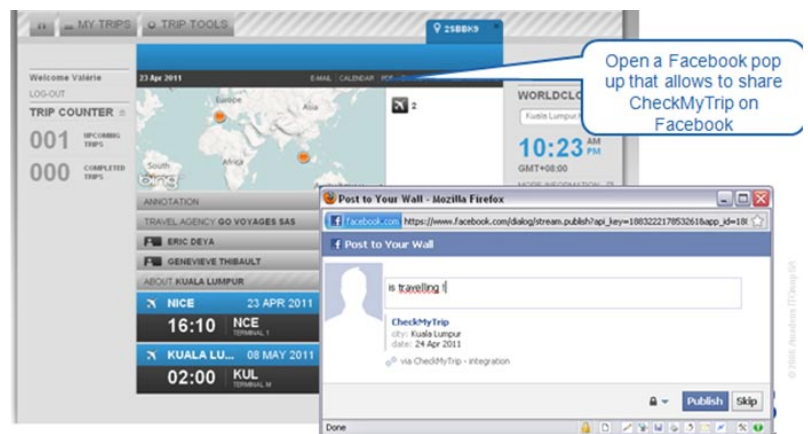 MY TRIPS
TRIP TOOLS
2SBBK9
Open a Facebook pop
up that allows to share
CheckMyTrip on
Facebook
Welcome Valérie
LOG-OUT
TRIP COUNTER
001 UPCOMING TRIPS
000 COMPLETED TRIPS
23 Apr 2011
E-MAIL CALENDAR PDF
Europe
Asia
Africa
South
bing
2
WORLDCLO
Kuala Lumpur
10:23 AM PM
GMT+08:00
MORE INFORMATION
ANNOTATION
TRAVEL AGENCY GO VOYAGES SAS
ERIC DEYA
GENEVIEVE THIBAULT
ABOUT KUALA LUMPUR
NICE 23 APR 2011
16:10 NCE
TERMINAL 1
KUALA LU... 08 MAY 2011
02:00 KUL
TERMINAL M
Post to Your Wall - Mozilla Firefox
facebook.com https://www.facebook.com/dialog/stream.publish?api_key=188322217853261&app_id=18
Post to Your Wall
is travelling !
CheckMyTrip
city: Kuala Lumpur
date: 24 Apr 2011
via CheckMyTrip - integration
Publish
Skip
Done
Amadeus IT Group SA